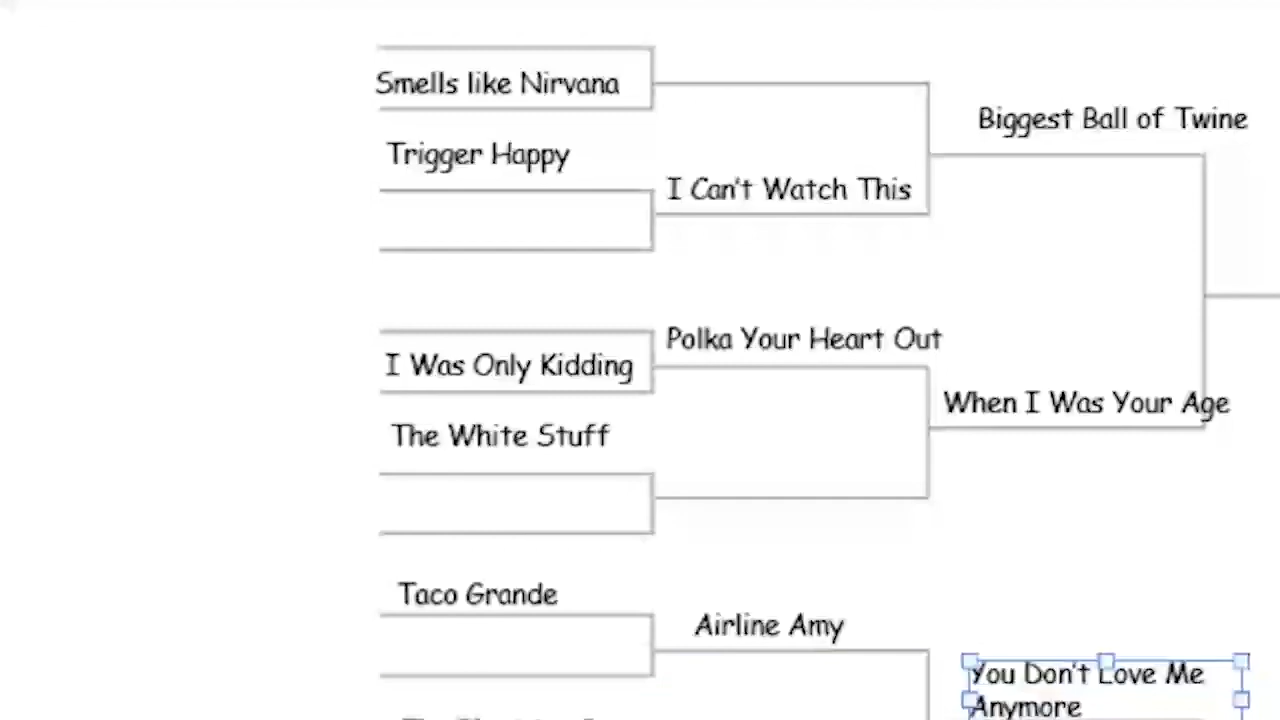 Smells like Nirvana
Biggest Ball of Twine
Trigger Happy
I Can't Watch This
Polka Your Heart Out
I Was Only Kidding
When I Was Your Age
The White Stuff
Taco Grande
Airline Amy
You Don't Love Me
Anymore